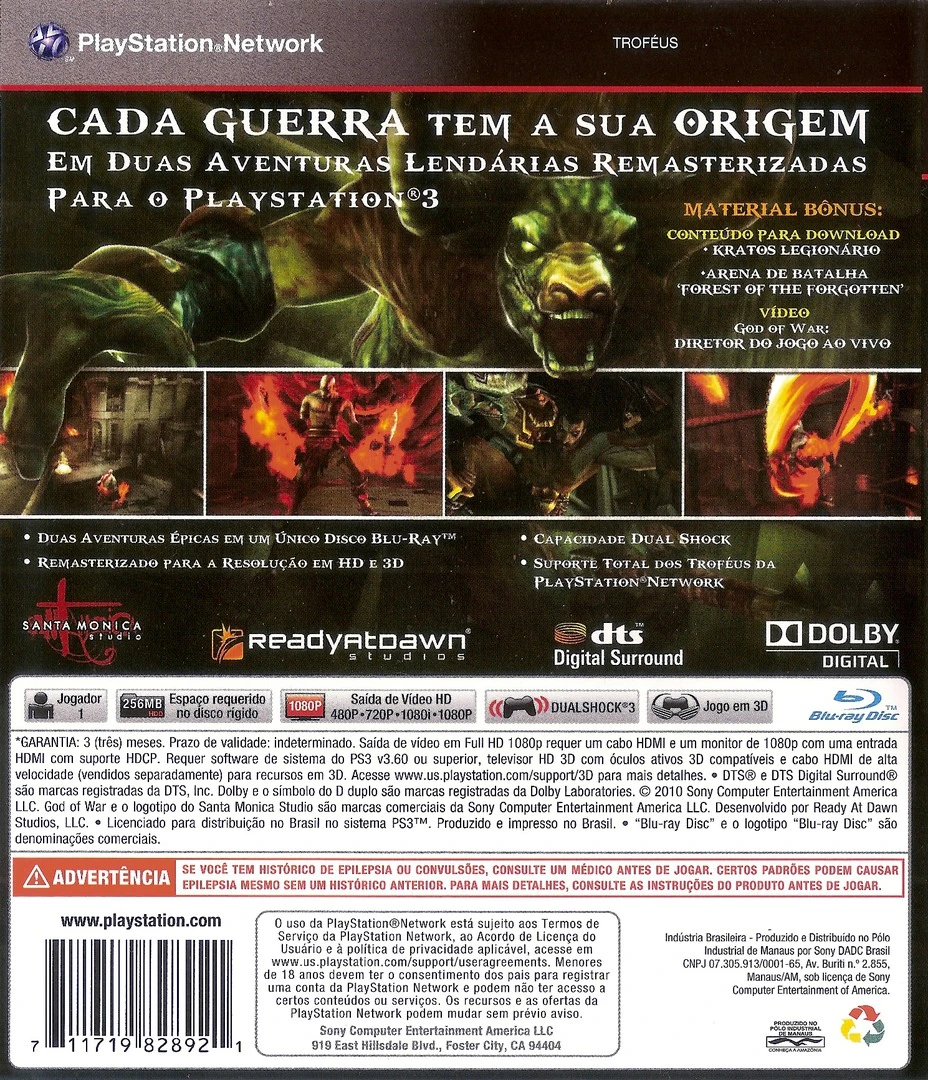 PlayStation®Network
TROFÉUS
CADA GUERRA TEM A SUA ORIGEM
EM DUAS AVENTURAS LENDÁRIAS REMASTERIZADAS
PARA O PLAYSTATION®3
MATERIAL BÔNUS:
CONTEÚDO PARA DOWNLOAD
• KRATOS LEGIONÁRIO
•ARENA DE BATALHA
‘FOREST OF THE FORGOTTEN’
VÍDEO
GOD OF WAR:
DIRETOR DO JOGO AO VIVO
• DUAS AVENTURAS ÉPICAS EM UM ÚNICO DISCO BLU-RAY™
• REMASTERIZADO PARA A RESOLUÇÃO EM HD E 3D
• CAPACIDADE DUAL SHOCK
• SUPORTE TOTAL DOS TROFÉUS DA
PLAYSTATION®NETWORK
SANTA MONICA
studio
READYATDAWN®
studios
dts™
Digital Surround
DOLBY®
DIGITAL
Jogador
1
256MB
HDD
Espaço requerido
no disco rígido
1080P
Saída de Vídeo HD
480P•720P•1080i•1080P
DUALSHOCK®3
Jogo em 3D
Blu-ray Disc™
*GARANTIA: 3 (três) meses. Prazo de validade: indeterminado. Saída de vídeo em Full HD 1080p requer um cabo HDMI e um monitor de 1080p com uma entrada
HDMI com suporte HDCP. Requer software de sistema do PS3 v3.60 ou superior, televisor HD 3D com óculos ativos 3D compatíveis e cabo HDMI de alta
velocidade (vendidos separadamente) para recursos em 3D. Acesse www.us.playstation.com/support/3D para mais detalhes. • DTS® e DTS Digital Surround®
são marcas registradas da DTS, Inc. Dolby e o símbolo do D duplo são marcas registradas da Dolby Laboratories. © 2010 Sony Computer Entertainment America
LLC. God of War e o logotipo do Santa Monica Studio são marcas comerciais da Sony Computer Entertainment America LLC. Desenvolvido por Ready At Dawn
Studios, LLC. • Licenciado para distribuição no Brasil no sistema PS3™. Produzido e impresso no Brasil. • “Blu-ray Disc” e o logotipo “Blu-ray Disc” são
denominações comerciais.
ADVERTÊNCIA
SE VOCÊ TEM HISTÓRICO DE EPILEPSIA OU CONVULSÕES, CONSULTE UM MÉDICO ANTES DE JOGAR. CERTOS PADRÕES PODEM CAUSAR
EPILEPSIA MESMO SEM UM HISTÓRICO ANTERIOR. PARA MAIS DETALHES, CONSULTE AS INSTRUÇÕES DO PRODUTO ANTES DE JOGAR.
www.playstation.com
7 11719 82892 1
O uso da PlayStation®Network está sujeito aos Termos de
Serviço da PlayStation Network, ao Acordo de Licença do
Usuário e à política de privacidade aplicável, acesse em
www.us.playstation.com/support/useragreements. Menores
de 18 anos devem ter o consentimento dos pais para registrar
uma conta da PlayStation Network e podem não ter acesso a
certos conteúdos ou serviços. Os recursos e as ofertas da
PlayStation Network podem mudar sem prévio aviso.
Sony Computer Entertainment America LLC
919 East Hillsdale Blvd., Foster City, CA 94404
Indústria Brasileira - Produzido e Distribuído no Pólo
Industrial de Manaus por Sony DADC Brasil
CNPJ 07.305.913/0001-65, Av. Buriti n.° 2.855,
Manaus/AM, sob licença de Sony
Computer Entertainment of America.
PRODUZIDO NO
PÓLO INDUSTRIAL
DE MANAUS
CONHEÇA A AMAZÔNIA